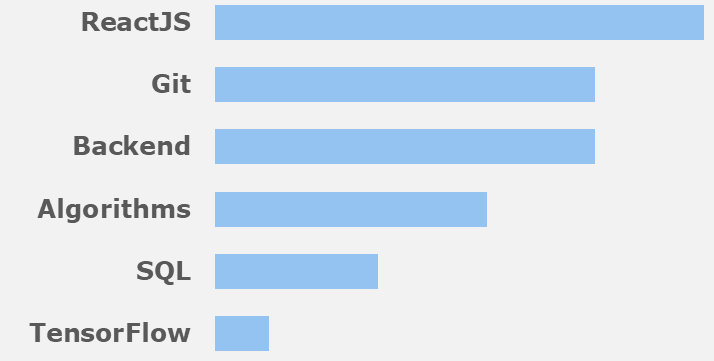 ReactJS
Git
Backend
Algorithms
SQL
TensorFlow